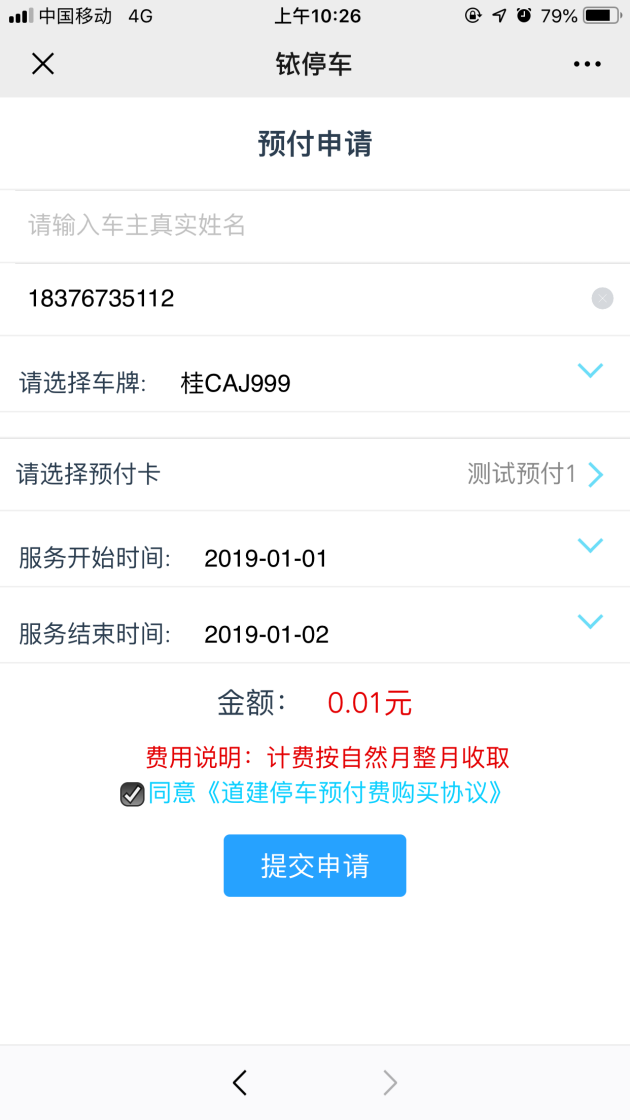 中国移动 4G 上午10:26 79%
铱停车
预付申请
请输入车主真实姓名
18376735112
请选择车牌: 桂CAJ999
请选择预付卡 测试预付1
服务开始时间: 2019-01-01
服务结束时间: 2019-01-02
金额: 0.01元
费用说明：计费按自然月整月收取
同意《道建停车预付费购买协议》
提交申请